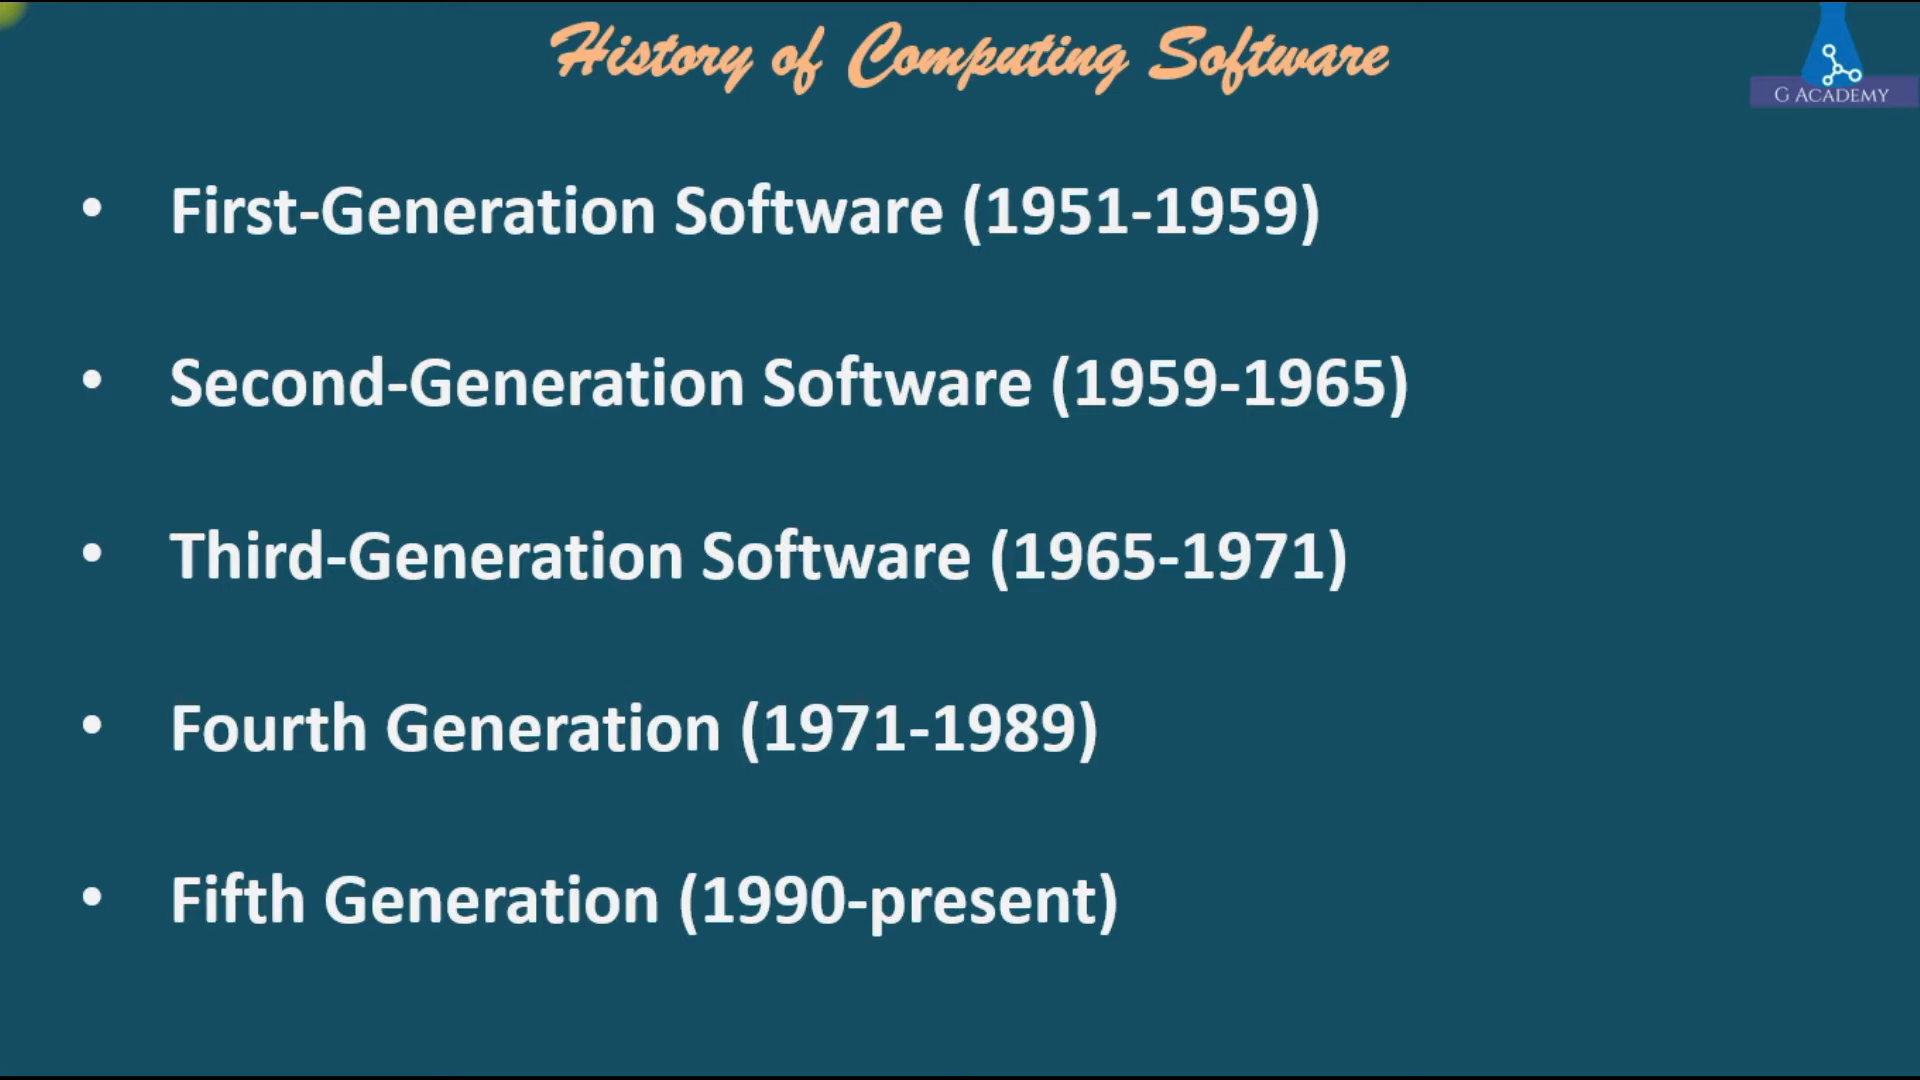 History of Computing Software
G ACADEMY
• First-Generation Software (1951-1959)
• Second-Generation Software (1959-1965)
• Third-Generation Software (1965-1971)
• Fourth Generation (1971-1989)
• Fifth Generation (1990-present)